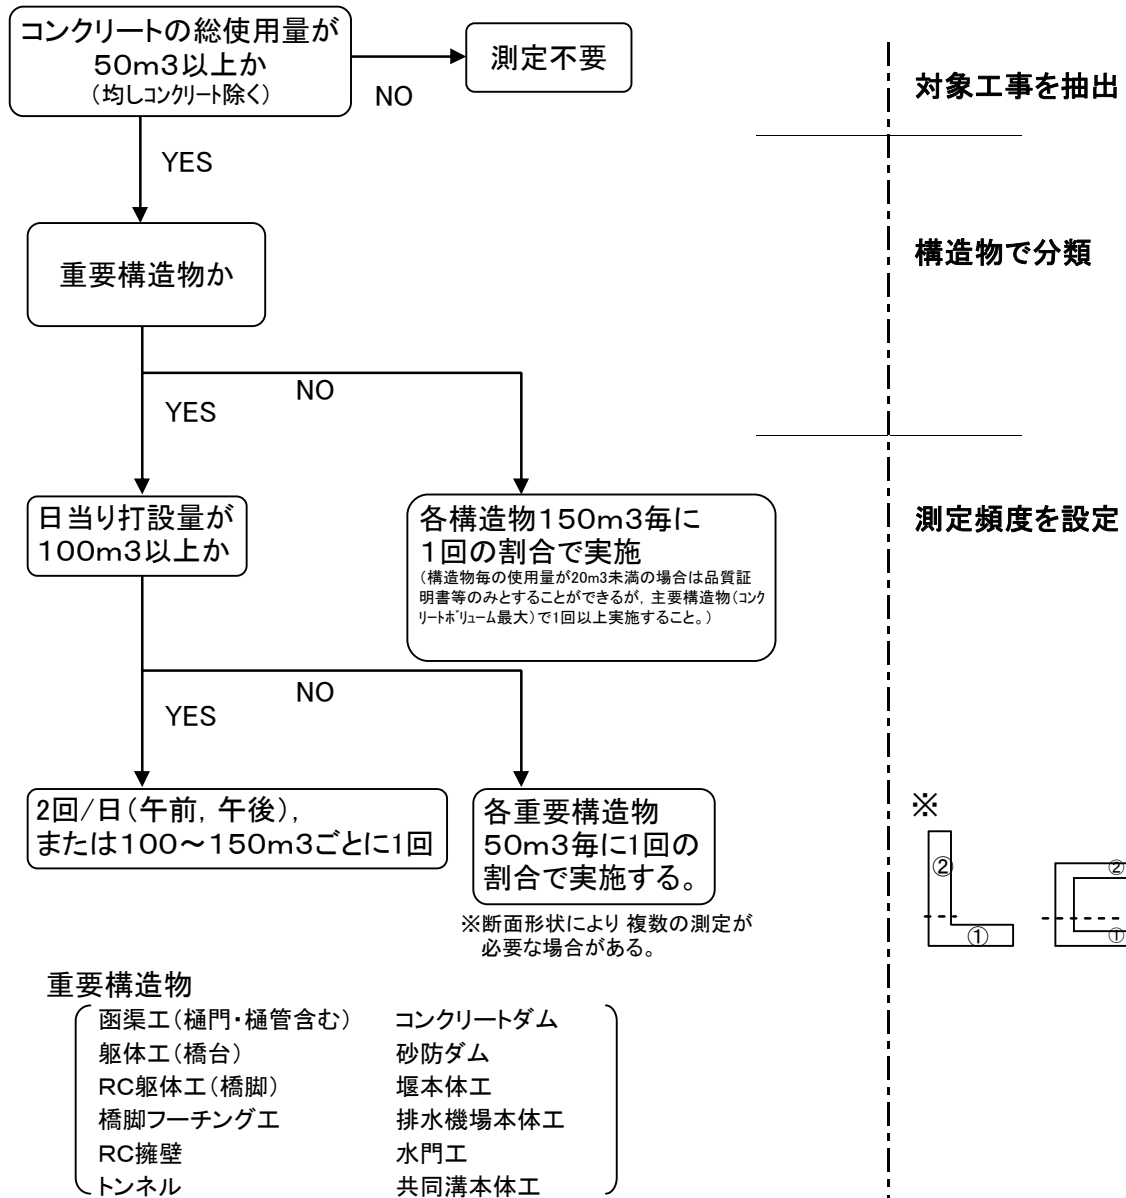 コンクリートの総使用量が
50m3以上か
（均しコンクリート除く）
測定不要
NO
対象工事を抽出
YES
重要構造物か
構造物で分類
NO
YES
日当り打設量が
100m3以上か
各構造物150m3毎に
1回の割合で実施
（構造物毎の使用量が20m3未満の場合は品質証
明書等のみとすることができるが，主要構造物（コンク
リートボリューム最大）で1回以上実施すること。）
測定頻度を設定
NO
YES
2回/日（午前，午後），
または100～150m3ごとに1回
各重要構造物
50m3毎に1回の
割合で実施する。
※断面形状により 複数の測定が
必要な場合がある。
※
②
①
②
①
重要構造物
函渠工（樋門・樋管含む） コンクリートダム
躯体工（橋台） 砂防ダム
RC躯体工（橋脚） 堰本体工
橋脚フーチング工 排水機場本体工
RC擁壁 水門工
トンネル 共同溝本体工